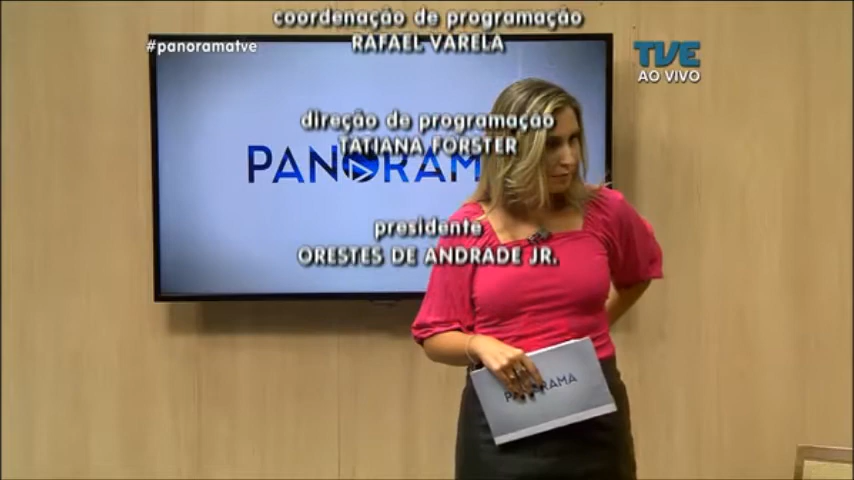 coordenação de programação
RAFAEL VARELA
#panoramatve
TVE
AO VIVO
direção de programação
TATIANA FORSTER
PANORAM
presidente
ORESTES DE ANDRADE JR.
PANORAMA